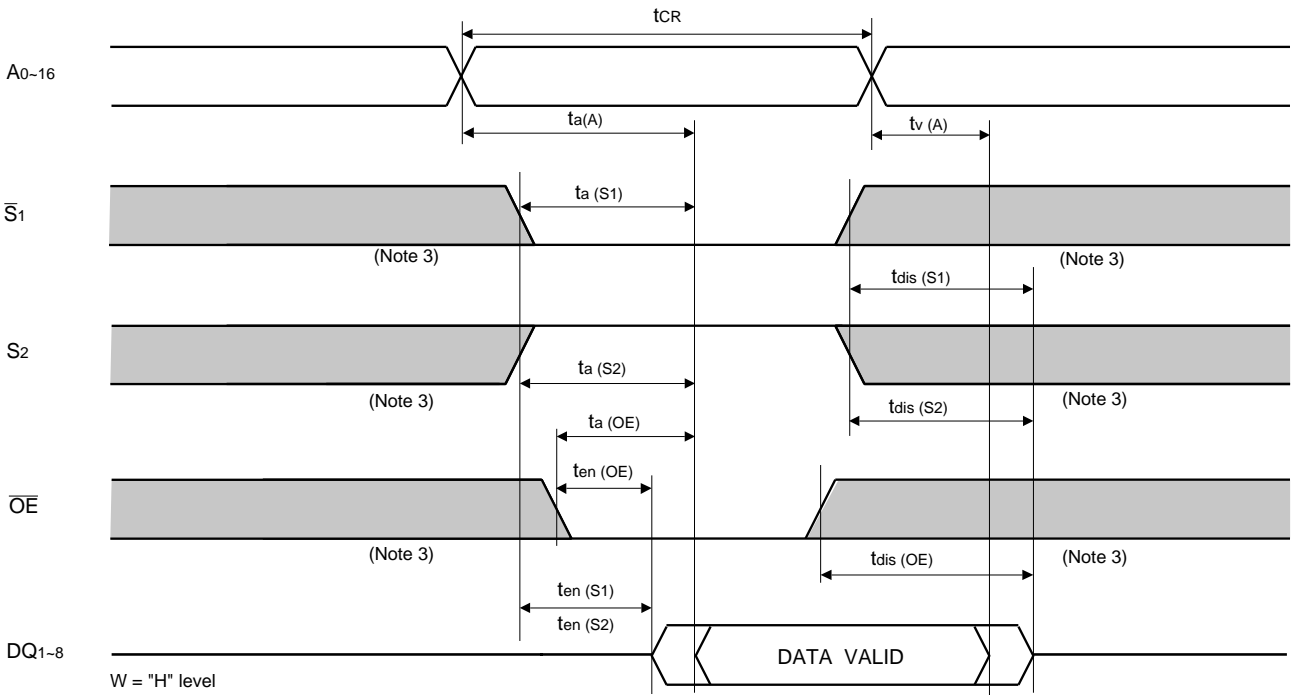 tCR
A0~16
ta(A)
tv (A)
S̅1
ta (S1)
(Note 3)
(Note 3)
tdis (S1)
S2
ta (S2)
(Note 3)
(Note 3)
tdis (S2)
ta (OE)
ten (OE)
O̅E̅
(Note 3)
(Note 3)
tdis (OE)
ten (S1)
ten (S2)
DQ1~8
DATA VALID
W = "H" level